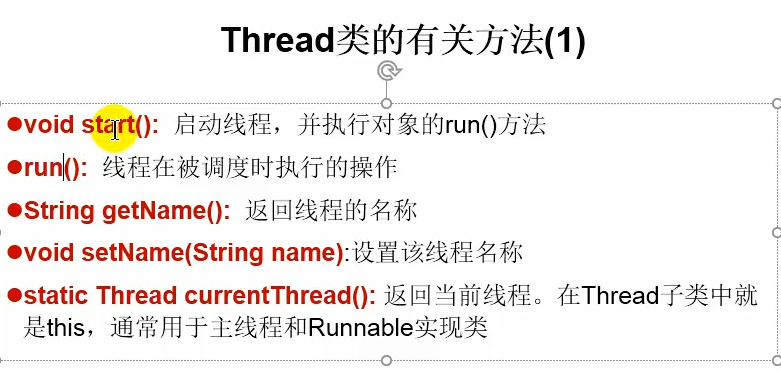 Thread类的有关方法(1)
●void start(): 启动线程，并执行对象的run()方法
●run(): 线程在被调度时执行的操作
●String getName(): 返回线程的名称
●void setName(String name):设置该线程名称
●static Thread currentThread(): 返回当前线程。在Thread子类中就
是this，通常用于主线程和Runnable实现类